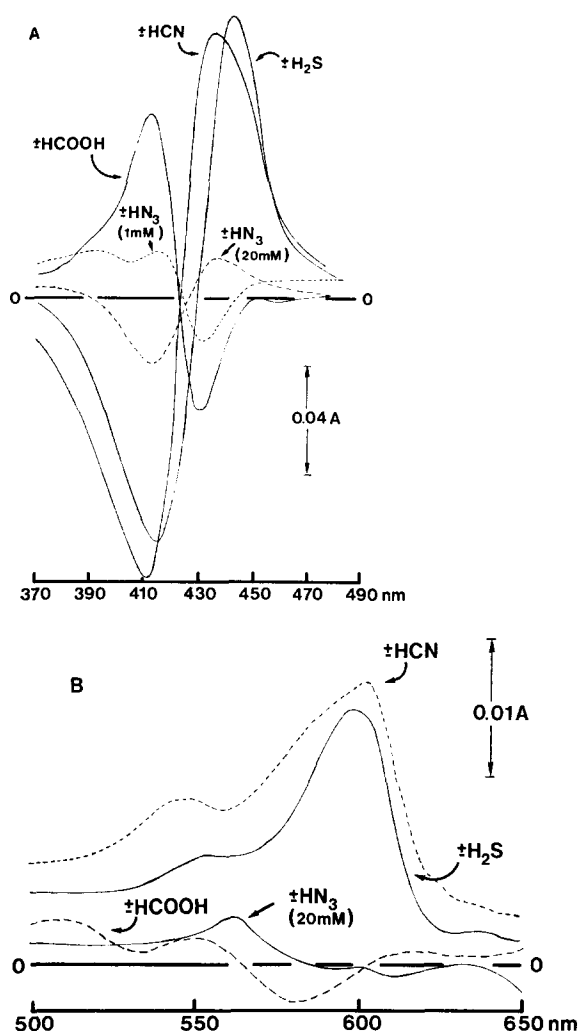 A
±HCN
±H₂S
±HCOOH
±HN₃
(1mM)
±HN₃
(20mM)
0 0
0.04 A
370 390 410 430 450 470 490 nm
B
±HCN
0.01A
±H₂S
±HCOOH
±HN₃
(20mM)
0 0
500 550 600 650 nm